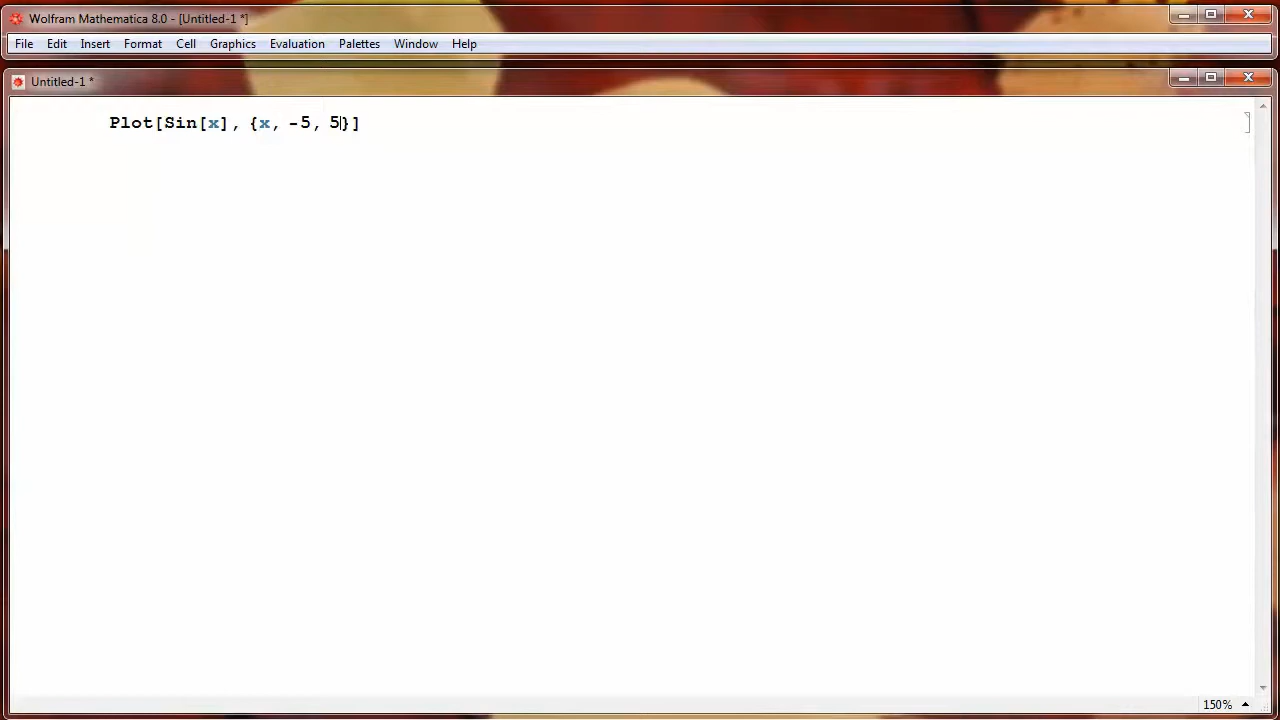 Wolfram Mathematica 8.0 - [Untitled-1 *]
File Edit Insert Format Cell Graphics Evaluation Palettes Window Help
Untitled-1 *
Plot[Sin[x], {x, -5, 5}]
150%